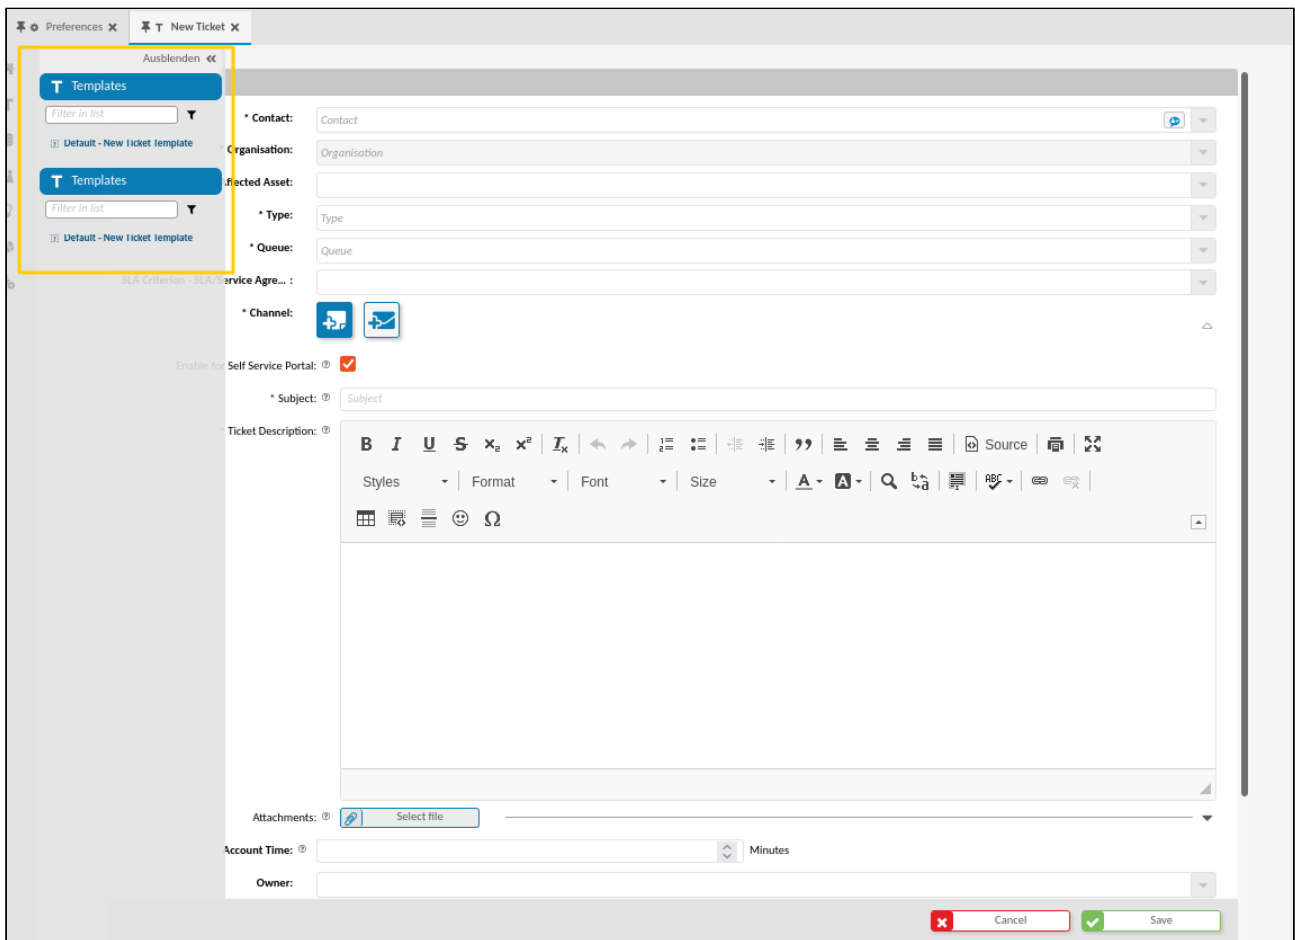 Preferences
New Ticket
Ausblenden «
Templates
Filter in list
Default - New Ticket Template
Templates
Filter in list
Default - New Ticket Template
* Contact: Contact
Organisation: Organisation
ffected Asset:
* Type: Type
* Queue: Queue
SLA Criterion - SLA/Service Agre... :
* Channel:
Enable for Self Service Portal:
* Subject: Subject
* Ticket Description:
Source
Styles Format Font Size
Attachments: Select file
Account Time: Minutes
Owner:
Cancel Save